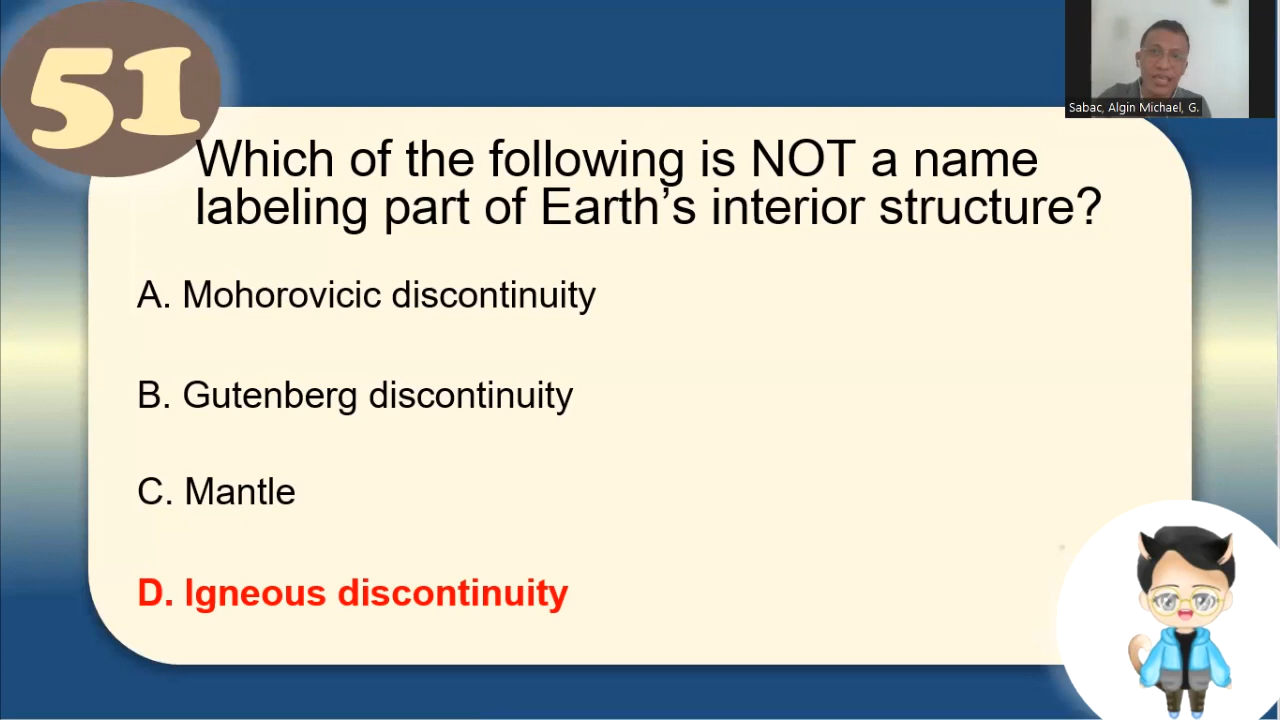 51
Sabac, Algin Michael, G.
Which of the following is NOT a name
labeling part of Earth’s interior structure?
A. Mohorovicic discontinuity
B. Gutenberg discontinuity
C. Mantle
D. Igneous discontinuity